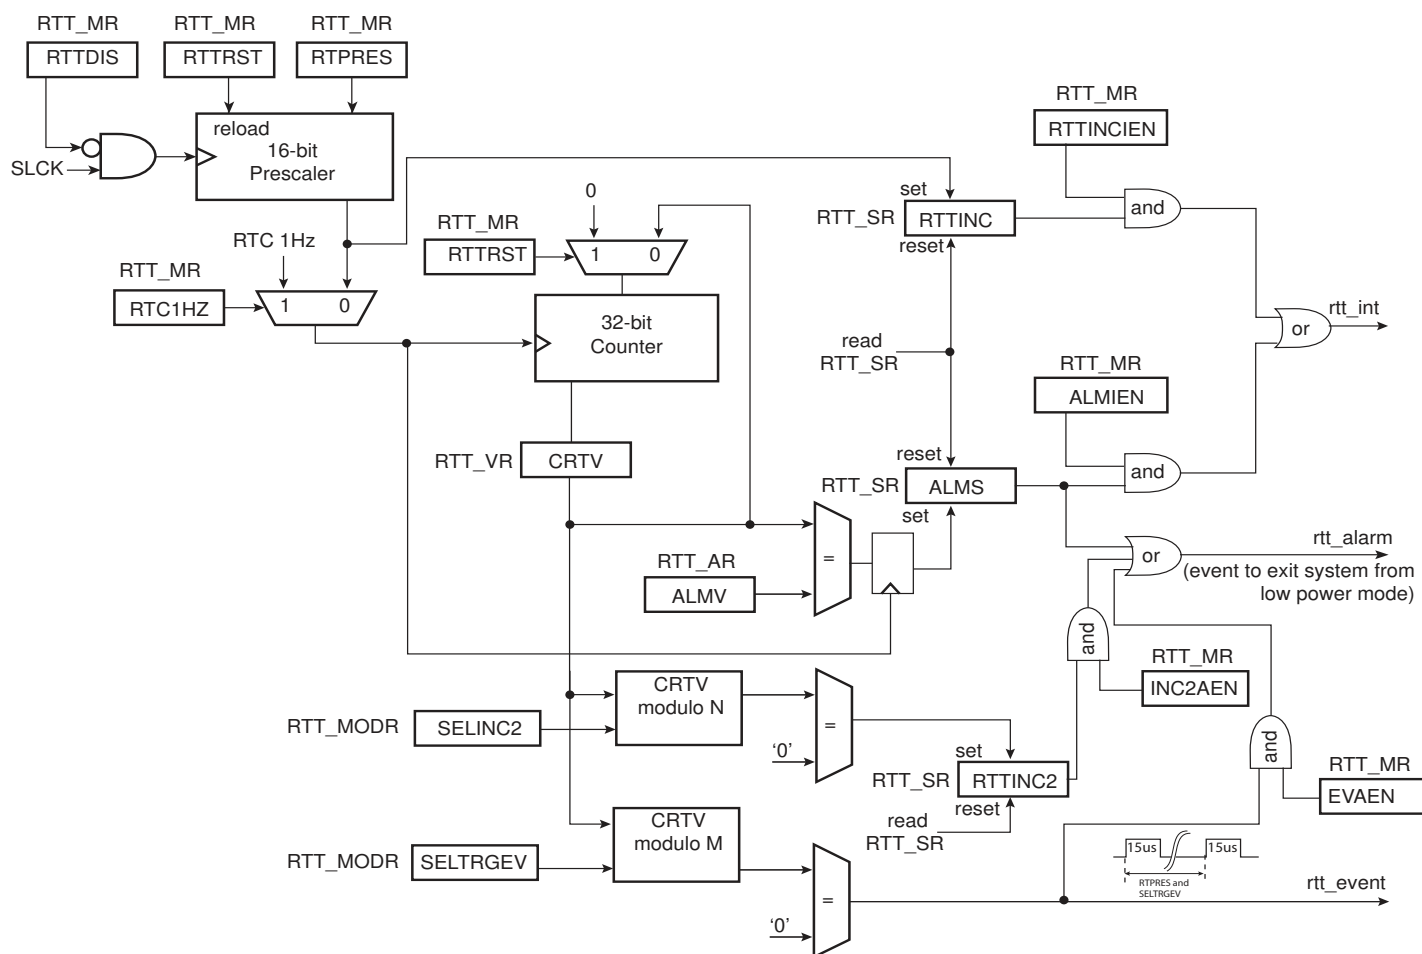 RTT_MR
RTT_MR
RTT_MR
RTTDIS
RTTRST
RTPRES
reload
16-bit
Prescaler
SLCK
RTT_MR
RTTINCIEN
set
RTT_SR
RTTINC
reset
and
0
RTT_MR
RTTRST
1
0
RTC 1Hz
RTT_MR
RTC1HZ
1
0
32-bit
Counter
read
RTT_SR
rtt_int
or
RTT_MR
ALMIEN
RTT_VR
CRTV
reset
RTT_SR
ALMS
set
and
=
RTT_AR
ALMV
or
rtt_alarm
(event to exit system from
low power mode)
and
RTT_MR
INC2AEN
CRTV
modulo N
RTT_MODR
SELINC2
=
‘0’
set
RTT_SR
RTTINC2
reset
read
RTT_SR
and
RTT_MR
EVAEN
CRTV
modulo M
RTT_MODR
SELTRGEV
=
‘0’
15us
15us
RTPRES and
SELTRGEV
rtt_event